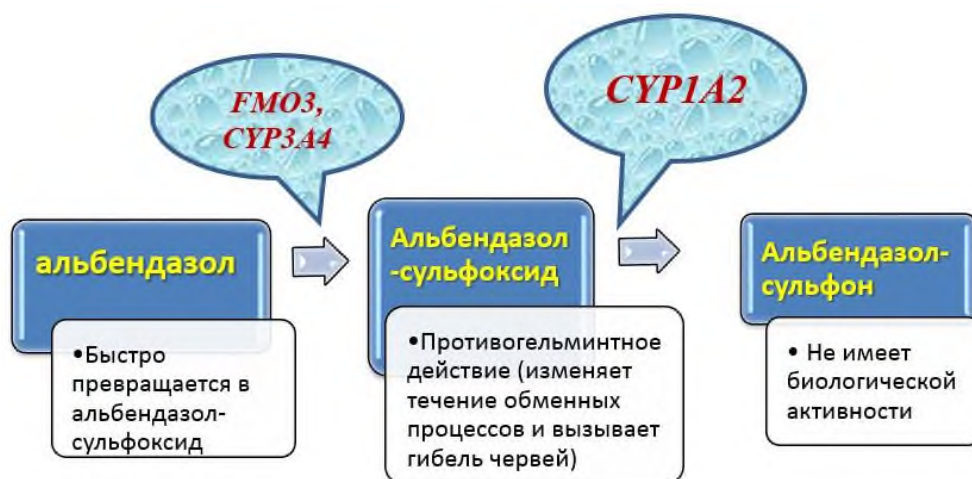 FMO3,
CYP3A4
CYP1A2
альбендазол
•Быстро
превращается в
альбендазол-
сульфоксид
Альбендазол
-сульфоксид
•Противогельминтное
действие (изменяет
течение обменных
процессов и вызывает
гибель червей)
Альбендазол-
сульфон
• Не имеет
биологической
активности